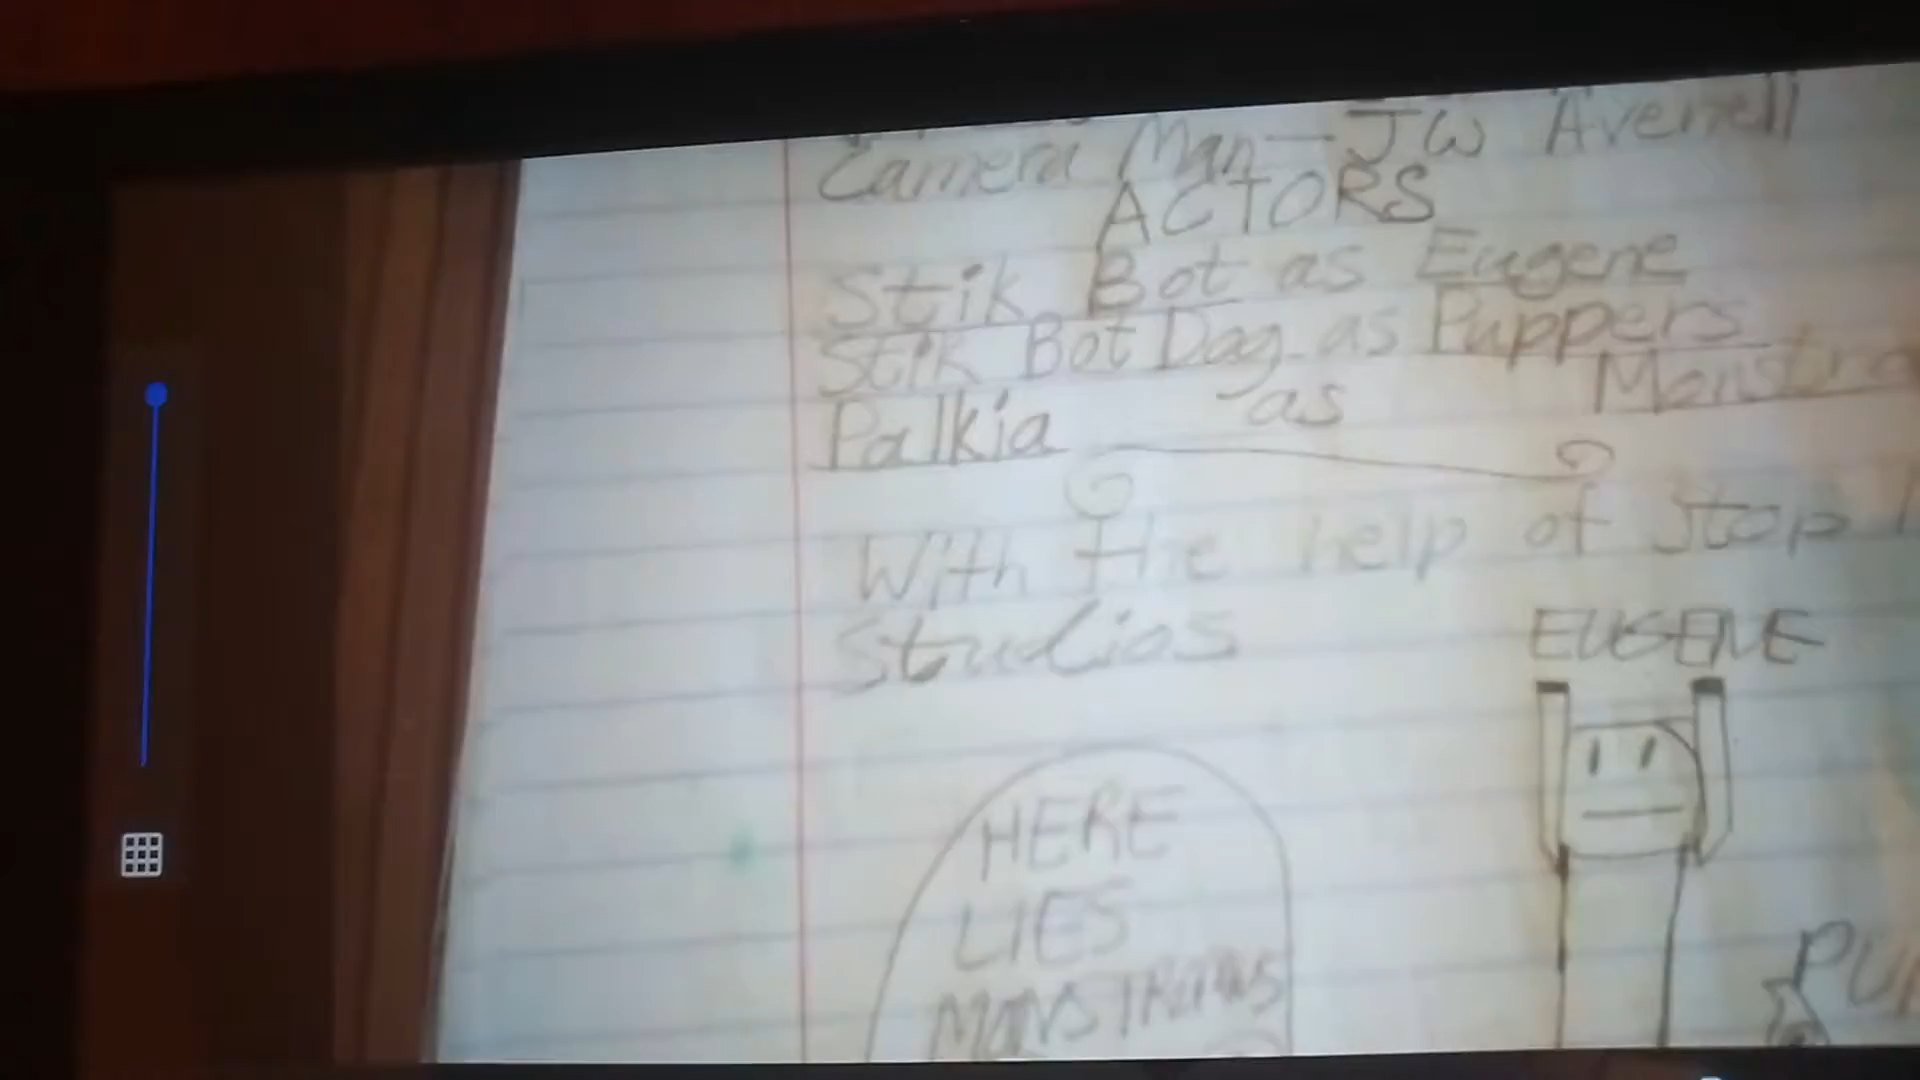 Camera Man—JW Averrell
ACTORS
Stik Bot as Eugene
Stik Bot Dog as Puppers
Palkia as
With the help of Stop
Studios
EUGENE
HERE
LIES